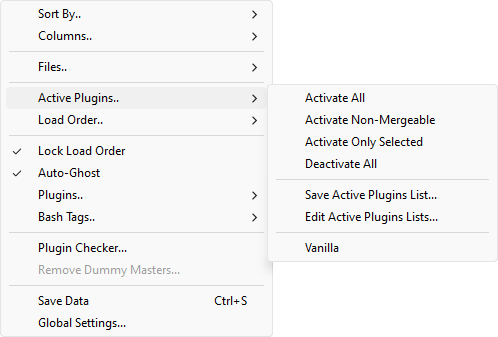 Sort By..
Columns..
Files..
Active Plugins..
Load Order..
Lock Load Order
Auto-Ghost
Plugins..
Bash Tags..
Plugin Checker...
Remove Dummy Masters...
Save Data Ctrl+S
Global Settings...
Activate All
Activate Non-Mergeable
Activate Only Selected
Deactivate All
Save Active Plugins List...
Edit Active Plugins Lists...
Vanilla